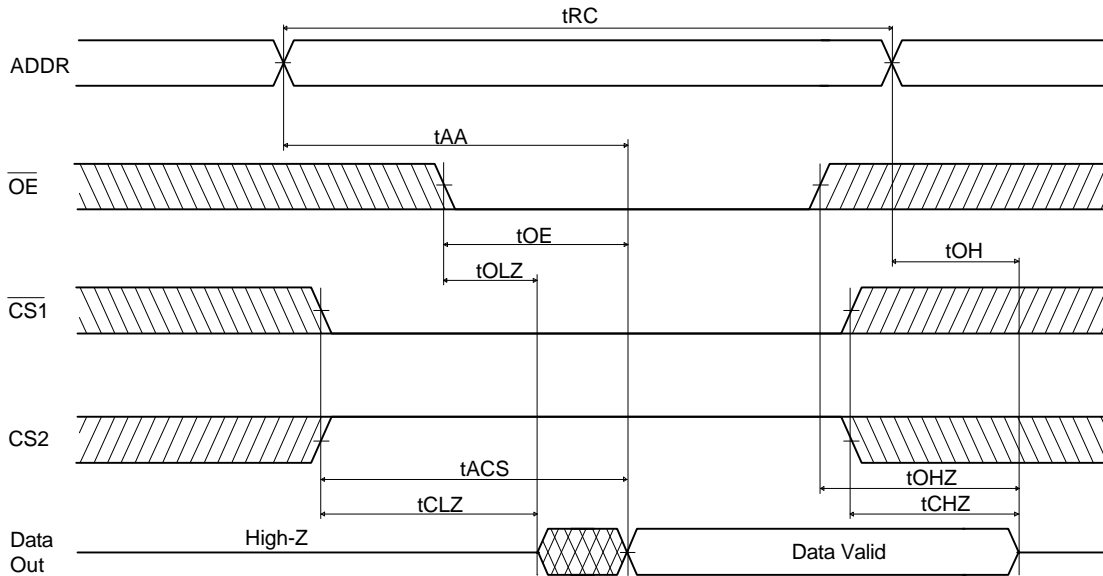 tRC
ADDR
tAA
OE
tOE
tOH
tOLZ
CS1
CS2
tACS
tOHZ
tCLZ
tCHZ
Data
Out
High-Z
Data Valid